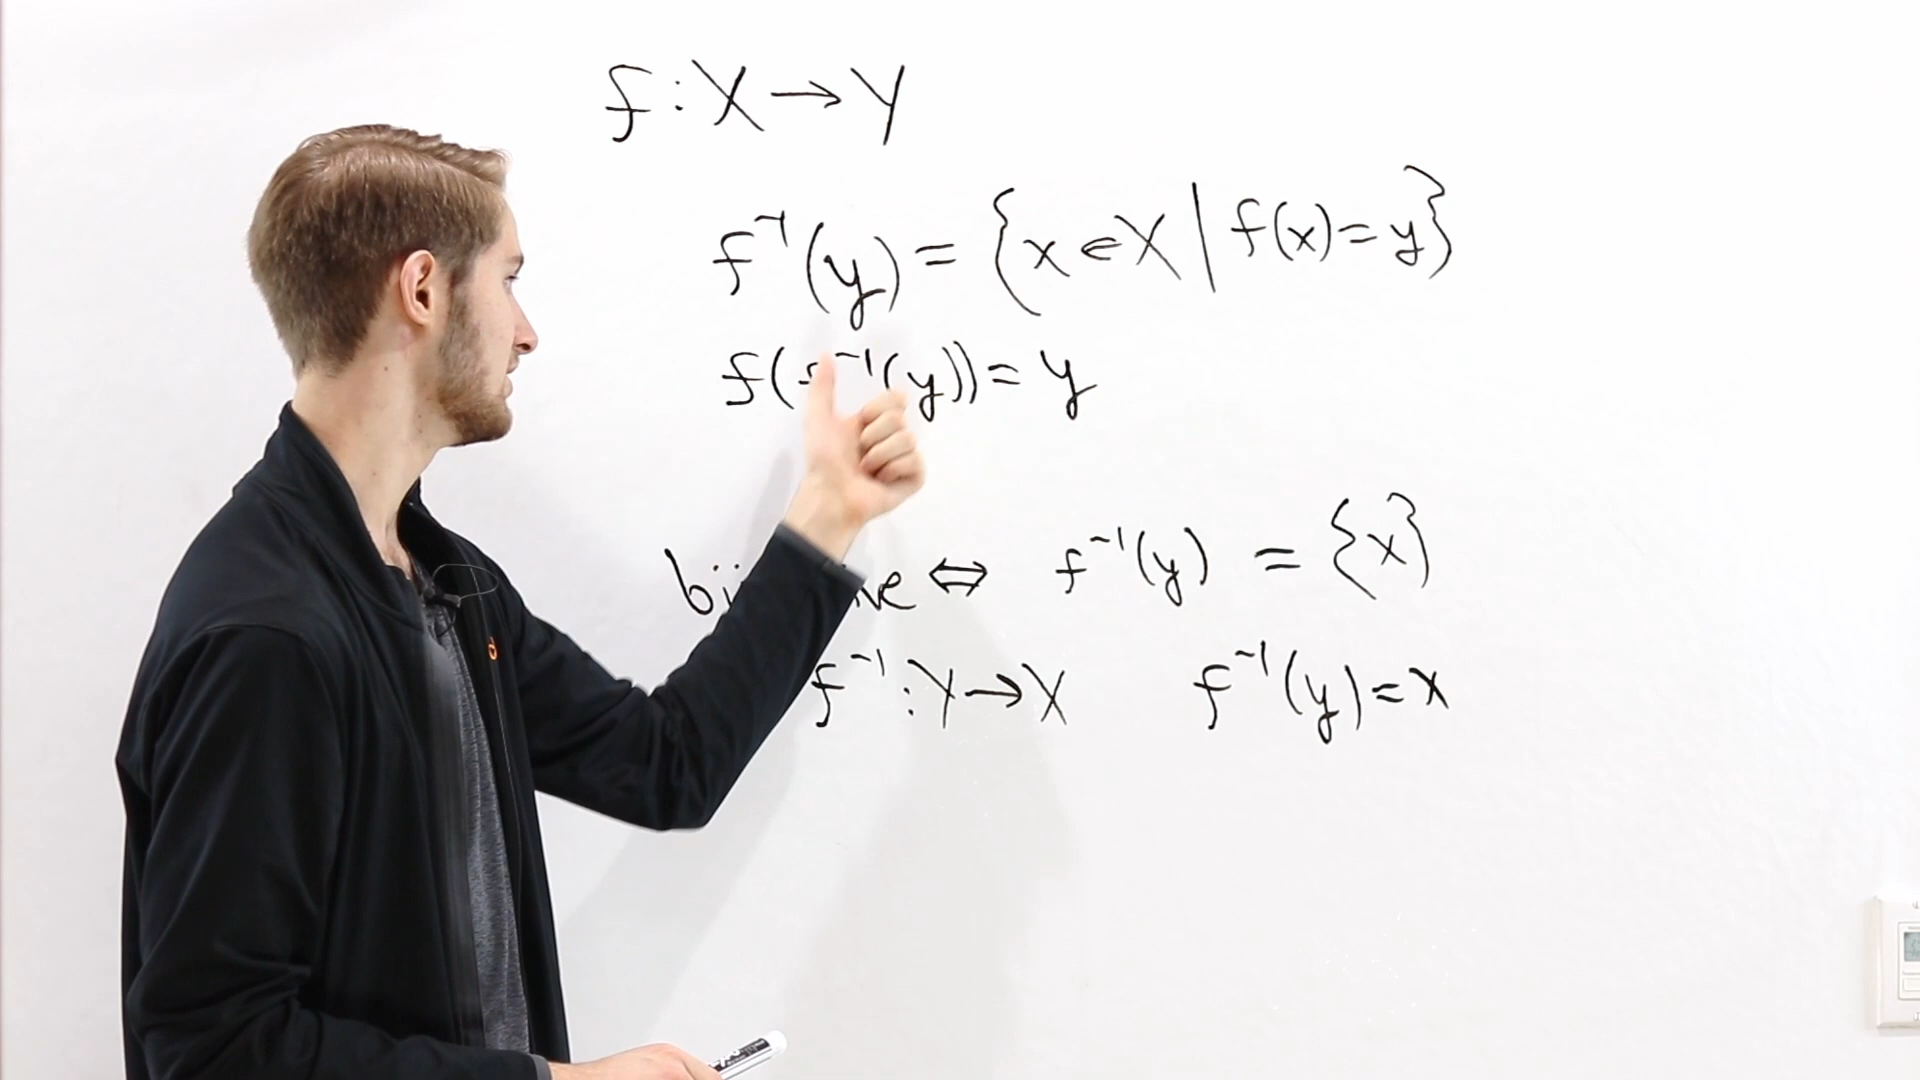 f : X → Y
f⁻¹(y) = {x ∈ X | f(x) = y}
f(f⁻¹(y)) = y
⇔ f⁻¹(y) = {x}
f⁻¹ : Y → X f⁻¹(y) = x